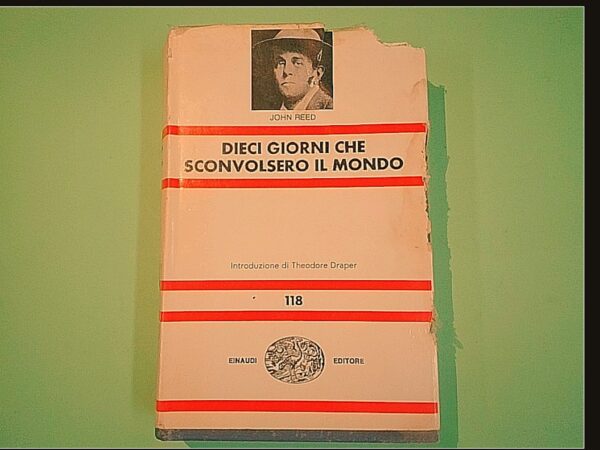 JOHN REED
DIECI GIORNI CHE
SCONVOLSERO IL MONDO
Introduzione di Theodore Draper
118
EINAUDI EDITORE